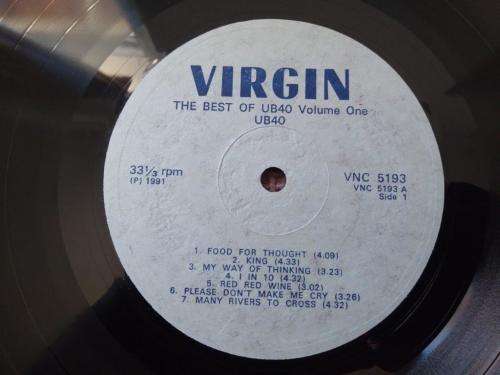 VIRGIN
THE BEST OF UB40 Volume One
UB40
33⅓ rpm
(P) 1991
VNC 5193
VNC 5193 A
Side 1
1. FOOD FOR THOUGHT (4.09)
2. KING (4.33)
3. MY WAY OF THINKING (3.23)
4. I IN 10 (4.32)
5. RED RED WINE (3.02)
6. PLEASE DON'T MAKE ME CRY (3.26)
7. MANY RIVERS TO CROSS (4.32)